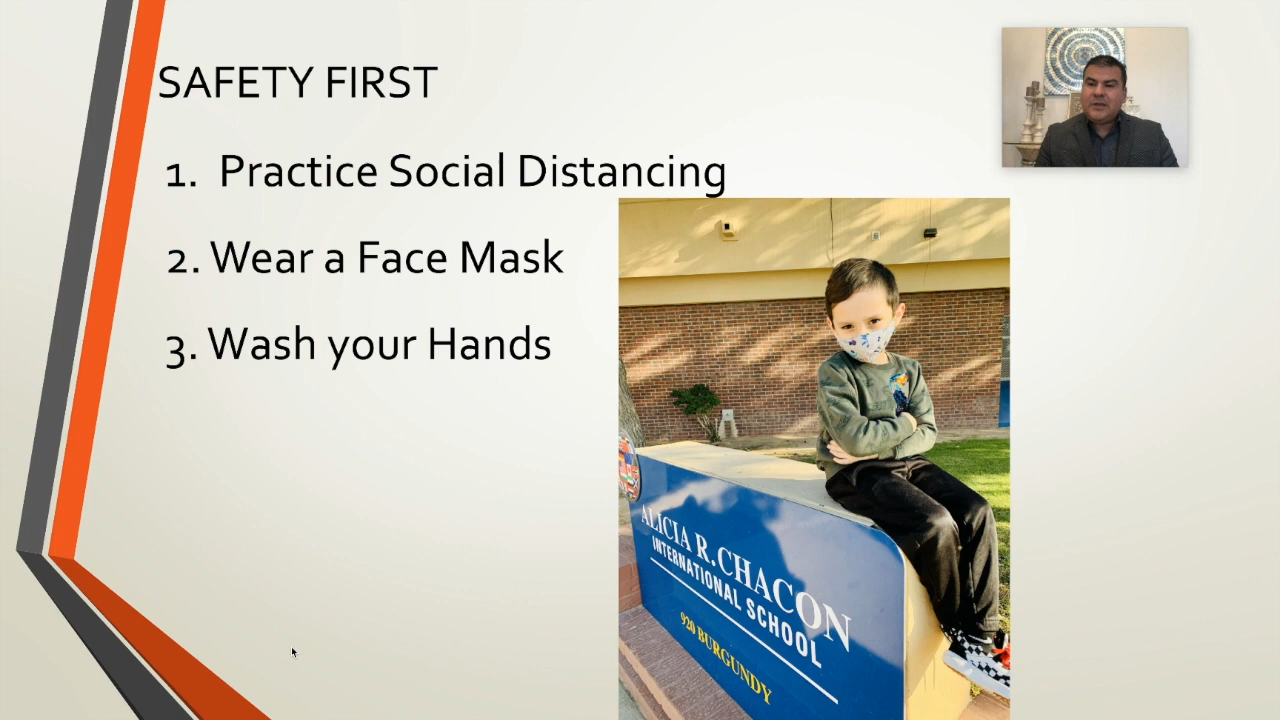 SAFETY FIRST
1. Practice Social Distancing
2. Wear a Face Mask
3. Wash your Hands
ALICIA R. CHACON
INTERNATIONAL SCHOOL
920 BURGUNDY